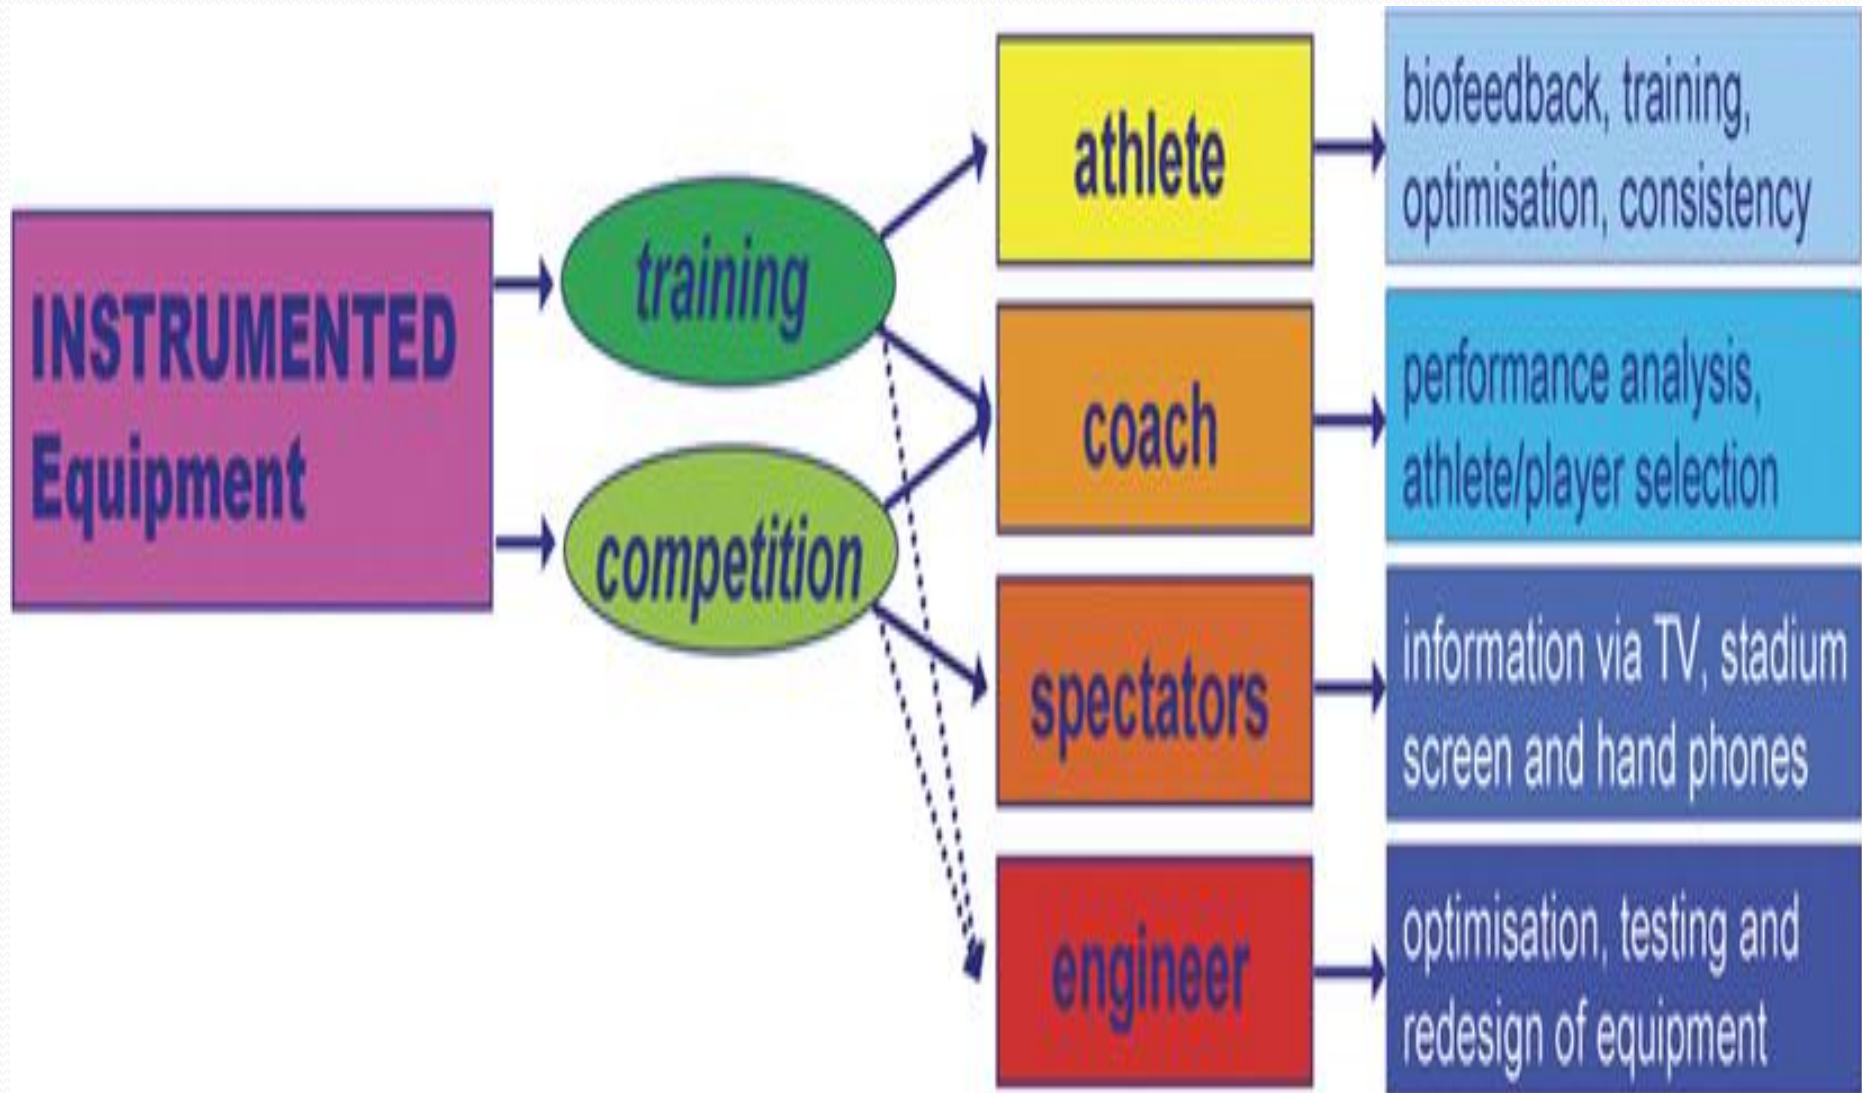 INSTRUMENTED
Equipment
training
competition
athlete
coach
spectators
engineer
biofeedback, training,
optimisation, consistency
performance analysis,
athlete/player selection
information via TV, stadium
screen and hand phones
optimisation, testing and
redesign of equipment